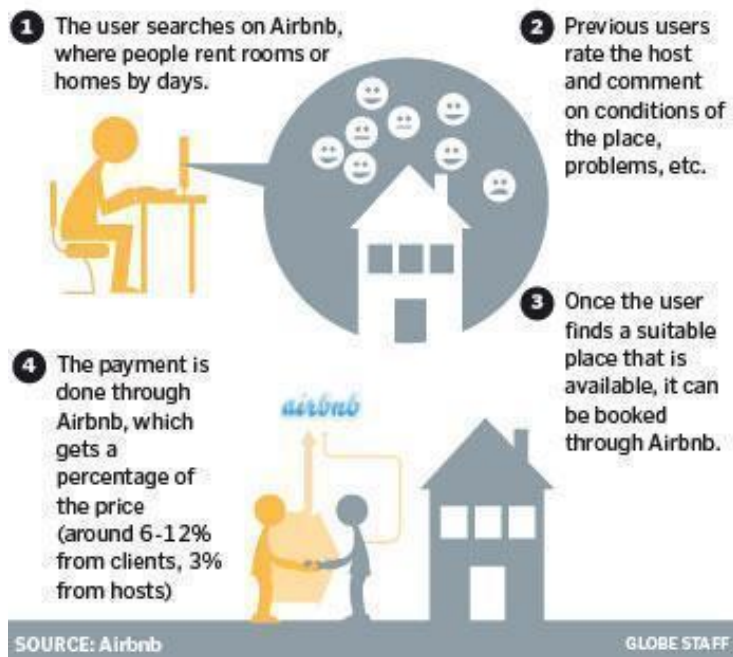 1 The user searches on Airbnb,
where people rent rooms or
homes by days.
2 Previous users
rate the host
and comment
on conditions of
the place,
problems, etc.
3 Once the user
finds a suitable
place that is
available, it can
be booked
through Airbnb.
4 The payment is
done through
Airbnb, which
gets a
percentage of
the price
(around 6-12%
from clients, 3%
from hosts)
airbnb
SOURCE: Airbnb
GLOBE STAFF